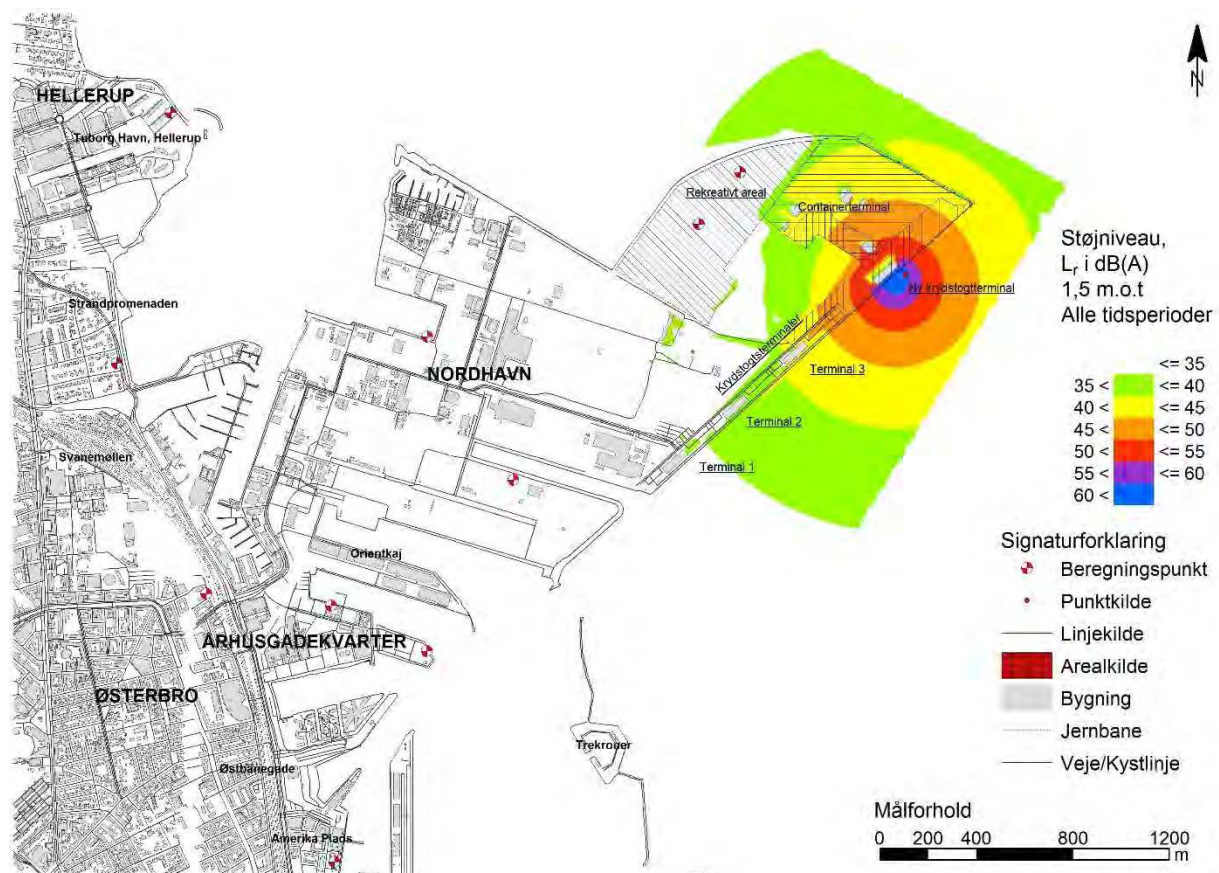 N
HELLERUP
Tuborg Havn, Hellerup
Rekreativt areal
Containerterminal
Ny krydstogtterminal
Strandpromenaden
Krydstogtsterminaler
NORDHAVN
Terminal 3
Terminal 2
Terminal 1
Svanemøllen
Orientkaj
ÅRHUSGADEKVARTER
ØSTERBRO
Trekroner
Østbanegade
Amerika Plads
Støjniveau,
Lr i dB(A)
1,5 m.o.t
Alle tidsperioder
<= 35
35 < <= 40
40 < <= 45
45 < <= 50
50 < <= 55
55 < <= 60
60 <
Signaturforklaring
Beregningspunkt
Punktkilde
Linjekilde
Arealkilde
Bygning
Jernbane
Veje/Kystlinje
Målforhold
0 200 400 800 1200
m